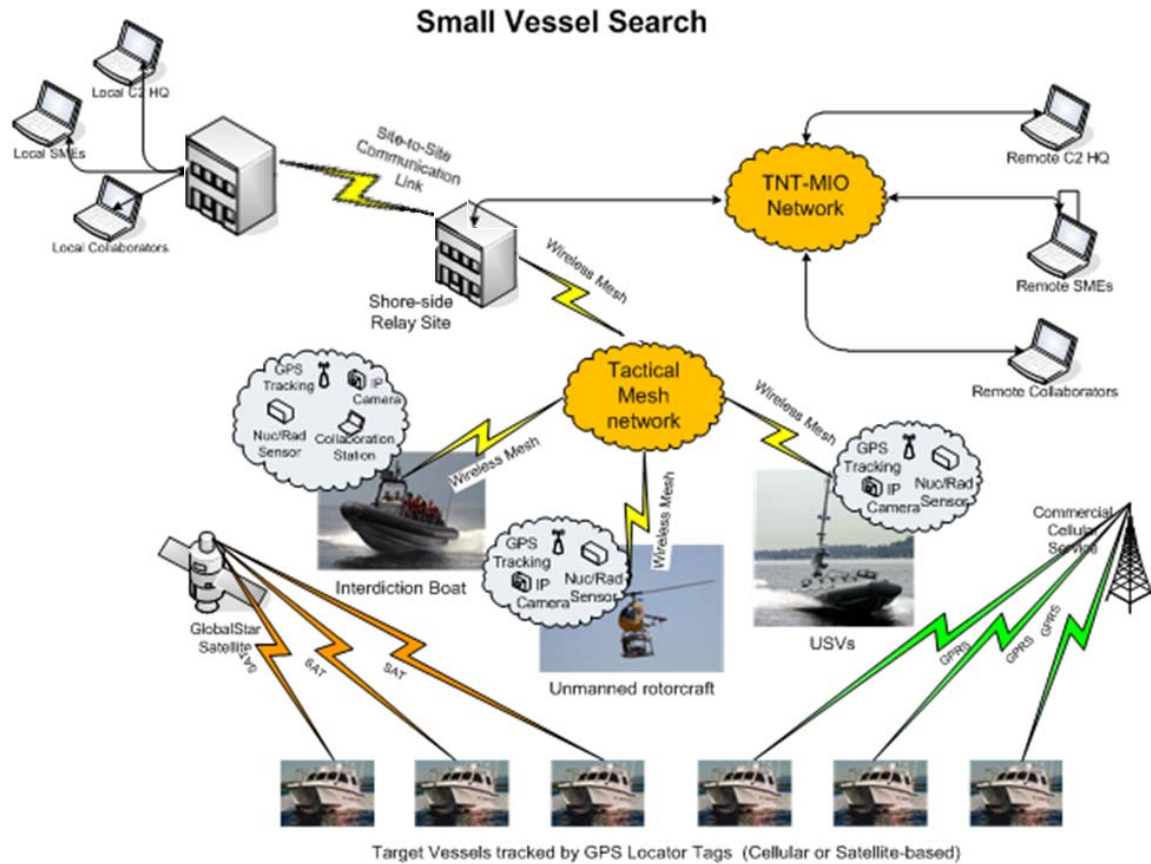 Small Vessel Search
Local C2 HQ
Local SMEs
Local Collaborators
Site-to-Site
Communication
Link
Remote C2 HQ
TNT-MIO
Network
Remote SMEs
Remote Collaborators
Shore-side
Relay Site
Wireless Mesh
Tactical
Mesh
network
GPS
Tracking
IP
Camera
Nuc/Rad
Sensor
Collaboration
Station
Wireless Mesh
Interdiction Boat
Wireless Mesh
GPS
Tracking
IP
Camera
Nuc/Rad
Sensor
Unmanned rotorcraft
Wireless Mesh
GPS
Tracking
IP
Camera
Nuc/Rad
Sensor
USVs
GlobalStar
Satellite
SAT
SAT
SAT
Commercial
Cellular
Service
GPRS
GPRS
GPRS
Target Vessels tracked by GPS Locator Tags (Cellular or Satellite-based)